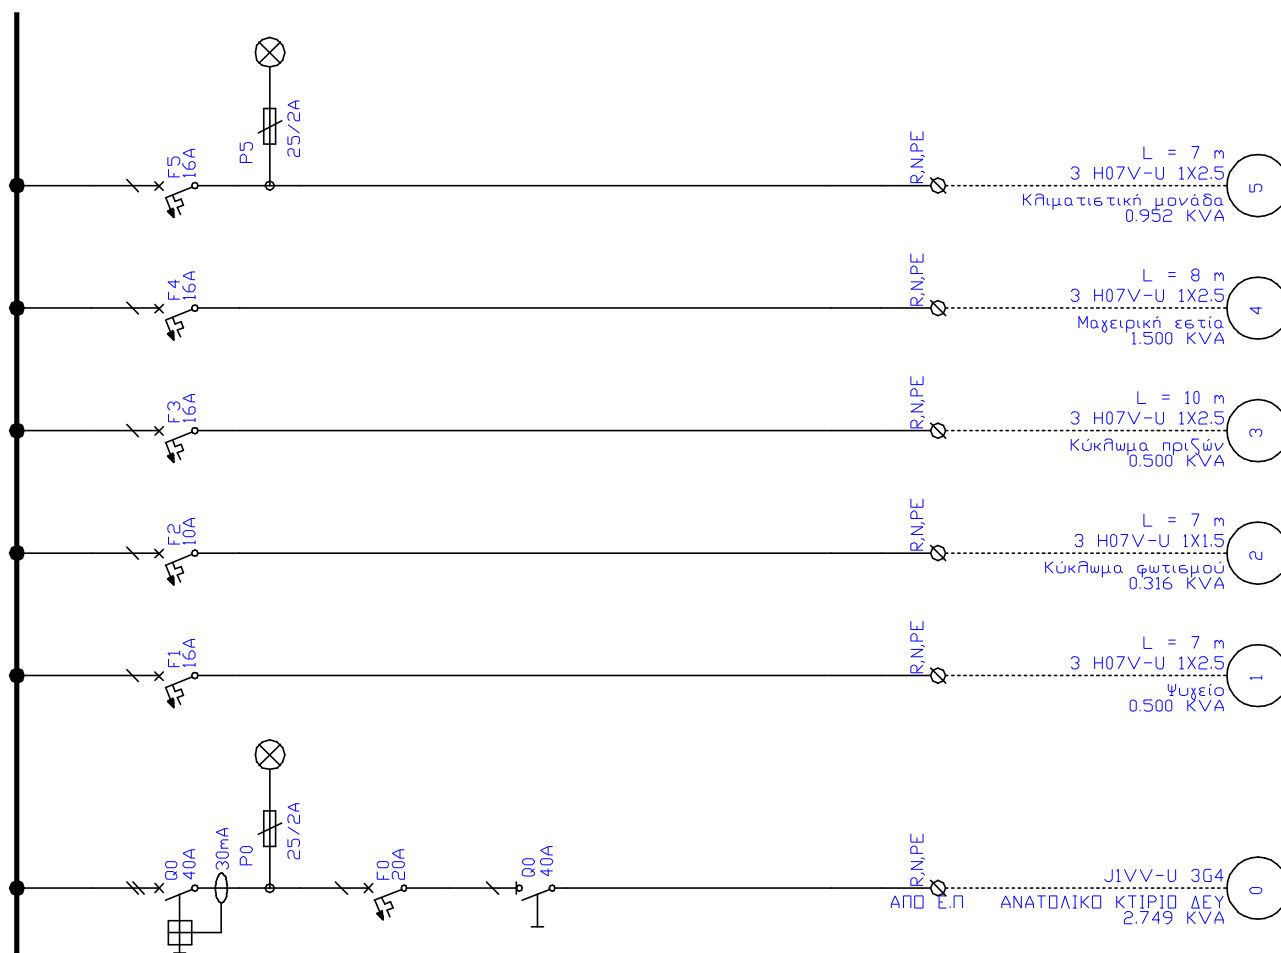 P5
25/2A
F5
16A
R,N,PE
L = 7 m
3 H07V-U 1X2.5
Κλιματιστική μονάδα
0.952 KVA
5
F4
16A
R,N,PE
L = 8 m
3 H07V-U 1X2.5
Μαγειρική εστία
1.500 KVA
4
F3
16A
R,N,PE
L = 10 m
3 H07V-U 1X2.5
Κύκλωμα πριζών
0.500 KVA
3
F2
10A
R,N,PE
L = 7 m
3 H07V-U 1X1.5
Κύκλωμα φωτισμού
0.316 KVA
2
F1
16A
R,N,PE
L = 7 m
3 H07V-U 1X2.5
Ψυγείο
0.500 KVA
1
Q0
40A
30mA
P0
25/2A
F0
20A
Q0
40A
R,N,PE
ΑΠΟ Ε.Π
J1VV-U 3G4
ΑΝΑΤΟΛΙΚΟ ΚΤΙΡΙΟ ΔΕΥ
2.749 KVA
0